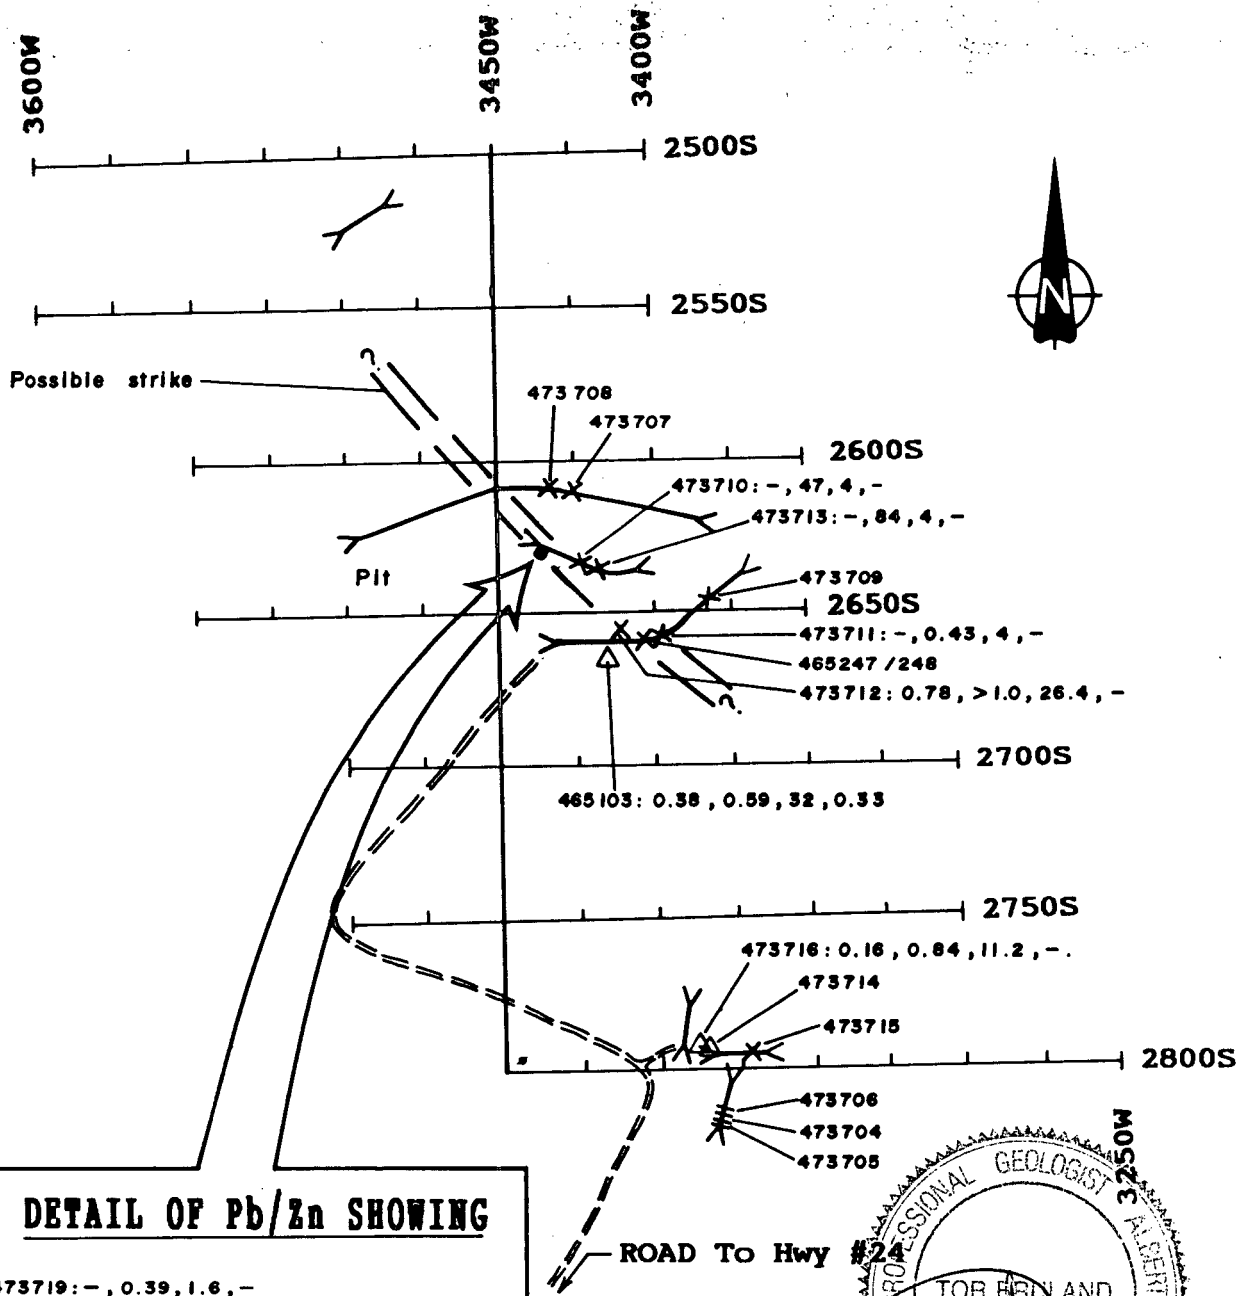 3600W
3450W
3400W
2500S
2550S
N
?
Possible strike
473708
473707
2600S
473710: -, 47, 4, -
473713: -, 84, 4, -
Pit
473709
2650S
473711: -, 0.43, 4, -
465247/248
473712: 0.78, >1.0, 26.4, -
?
2700S
465103: 0.38, 0.59, 32, 0.33
2750S
473716: 0.16, 0.84, 11.2, -.
473714
473715
2800S
473706
473704
473705
3250W
DETAIL OF Pb/Zn SHOWING
ROAD To Hwy #24
473719: -, 0.39, 1.6, -
ROFESSIONAL GEOLOGIST ALBERT